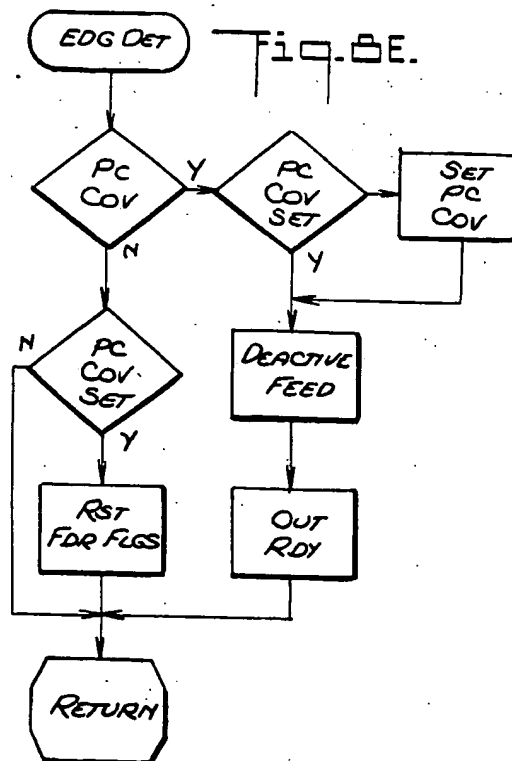 EDG DET
Fig. 8E.
PC
COV
Y
PC
COV
SET
SET
PC
COV
N
Y
N
PC
COV
SET
DEACTIVE
FEED
Y
RST
FDR FLGS
OUT
RDY
RETURN